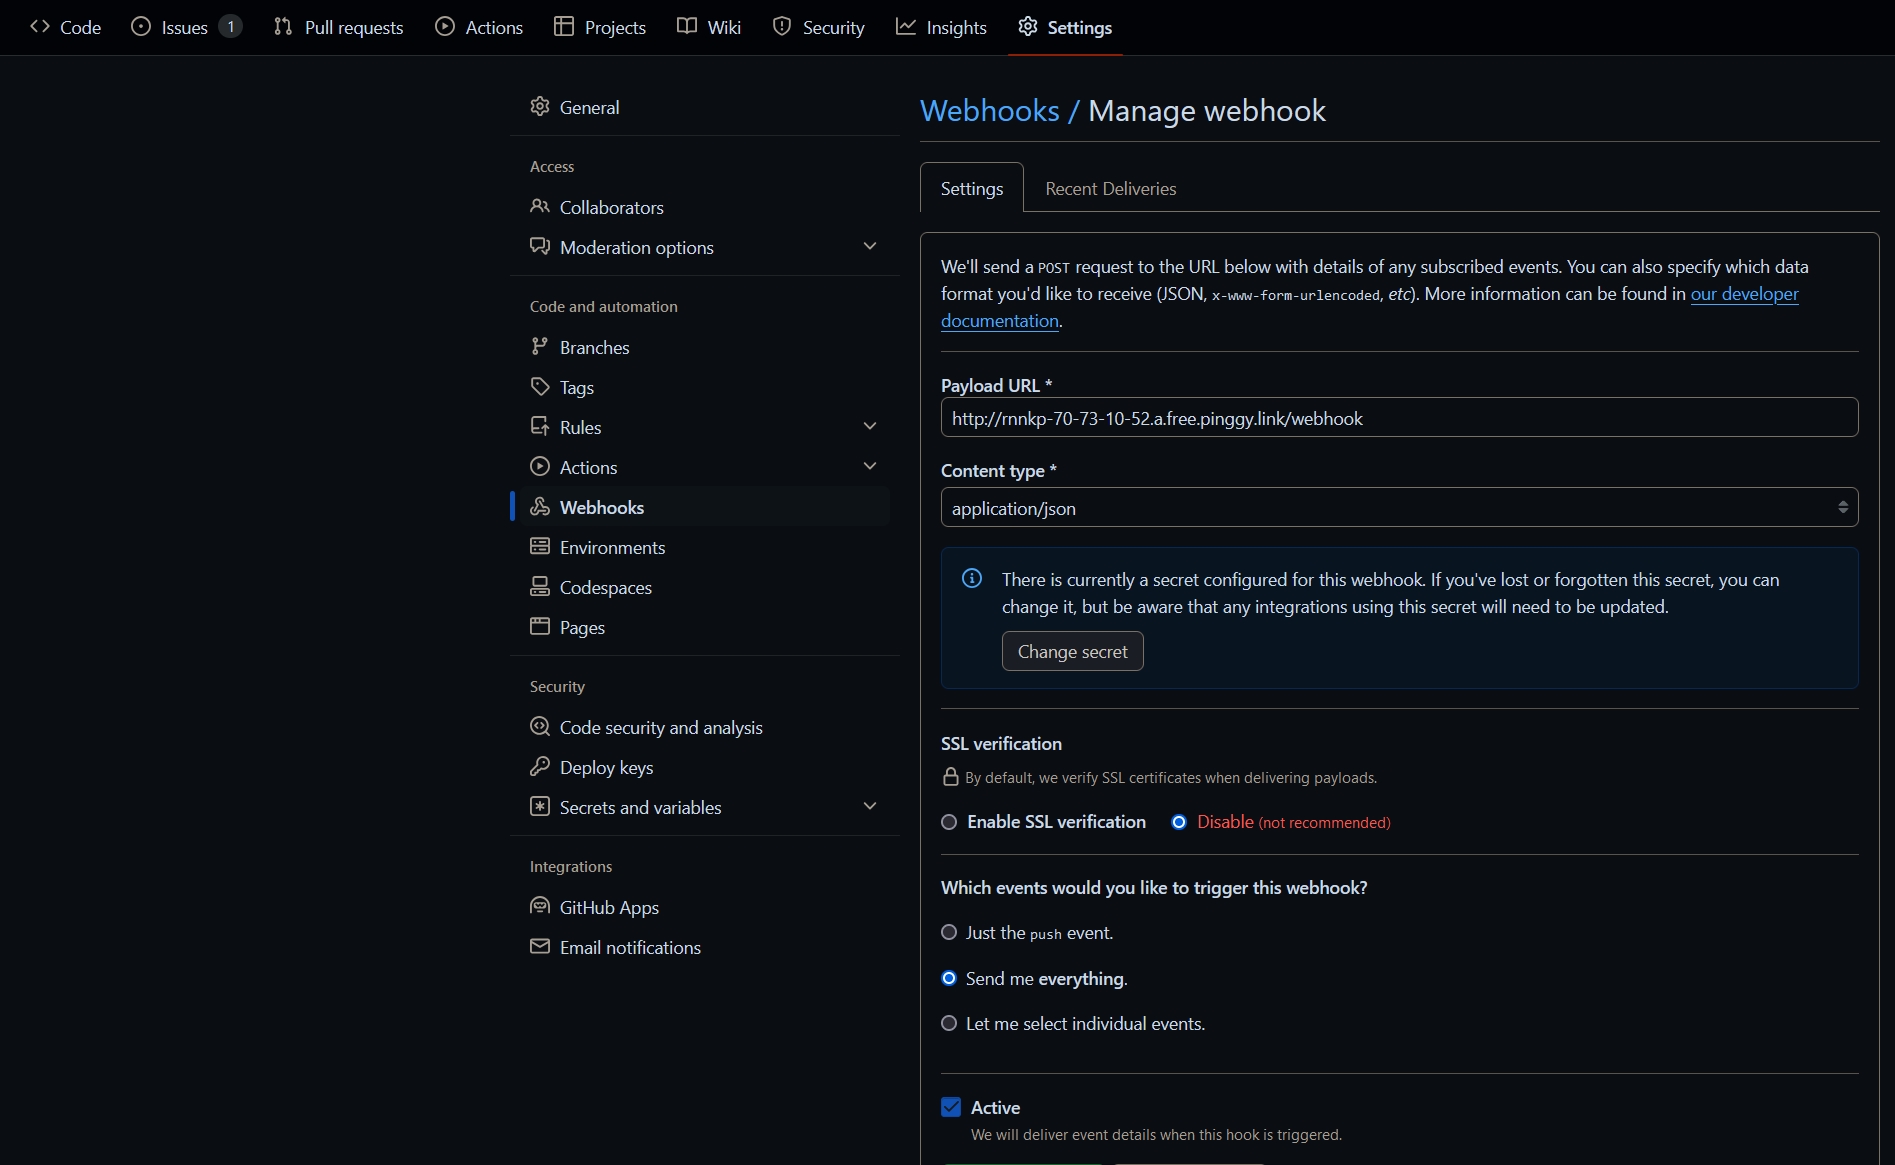 Code Issues 1 Pull requests Actions Projects Wiki Security Insights Settings
General
Access
Collaborators
Moderation options
Code and automation
Branches
Tags
Rules
Actions
Webhooks
Environments
Codespaces
Pages
Security
Code security and analysis
Deploy keys
Secrets and variables
Integrations
GitHub Apps
Email notifications
Webhooks / Manage webhook
Settings Recent Deliveries
We'll send a POST request to the URL below with details of any subscribed events. You can also specify which data
format you'd like to receive (JSON, x-www-form-urlencoded, etc). More information can be found in our developer
documentation.
Payload URL *
http://rnnkp-70-73-10-52.a.free.pinggy.link/webhook
Content type *
application/json
There is currently a secret configured for this webhook. If you've lost or forgotten this secret, you can
change it, but be aware that any integrations using this secret will need to be updated.
Change secret
SSL verification
By default, we verify SSL certificates when delivering payloads.
Enable SSL verification Disable (not recommended)
Which events would you like to trigger this webhook?
Just the push event.
Send me everything.
Let me select individual events.
Active
We will deliver event details when this hook is triggered.